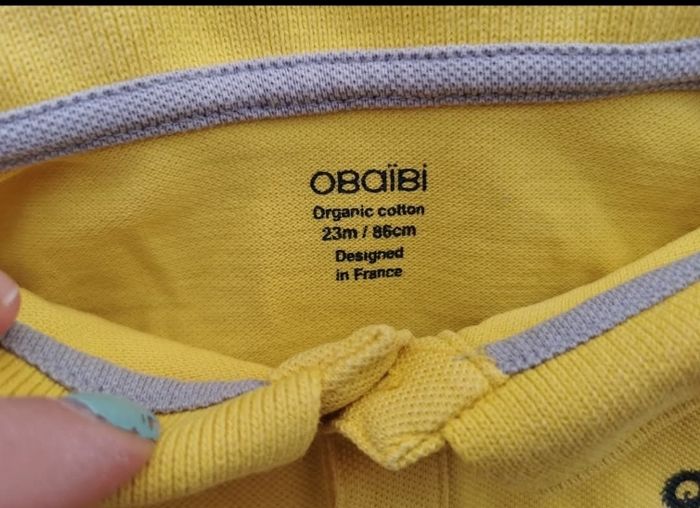 OBaïBi
Organic cotton
23m / 86cm
Designed
in France